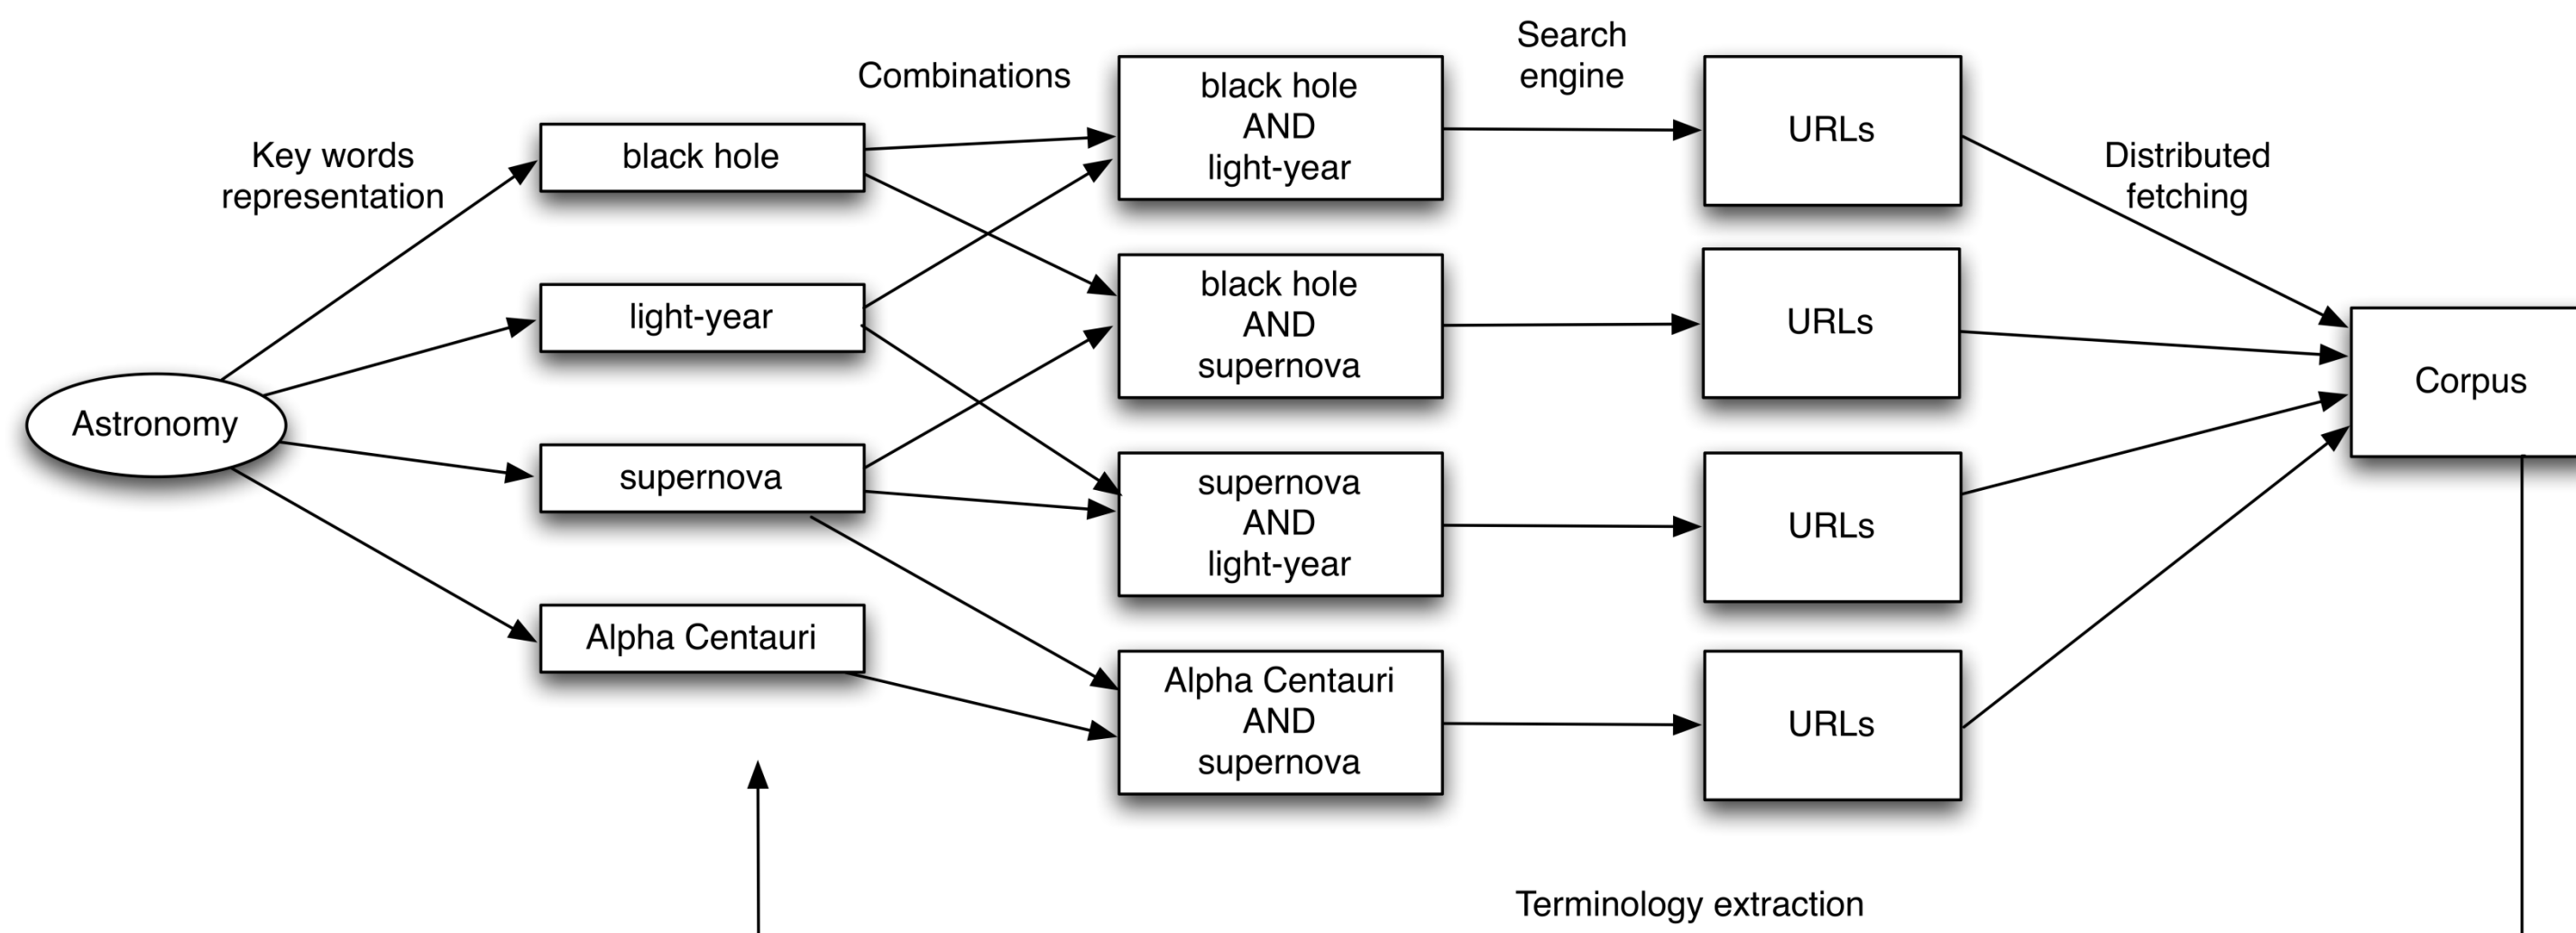 Key words
representation
Combinations
Search
engine
Distributed
fetching
Astronomy
black hole
light-year
supernova
Alpha Centauri
black hole
AND
light-year
black hole
AND
supernova
supernova
AND
light-year
Alpha Centauri
AND
supernova
URLs
URLs
URLs
URLs
Corpus
Terminology extraction